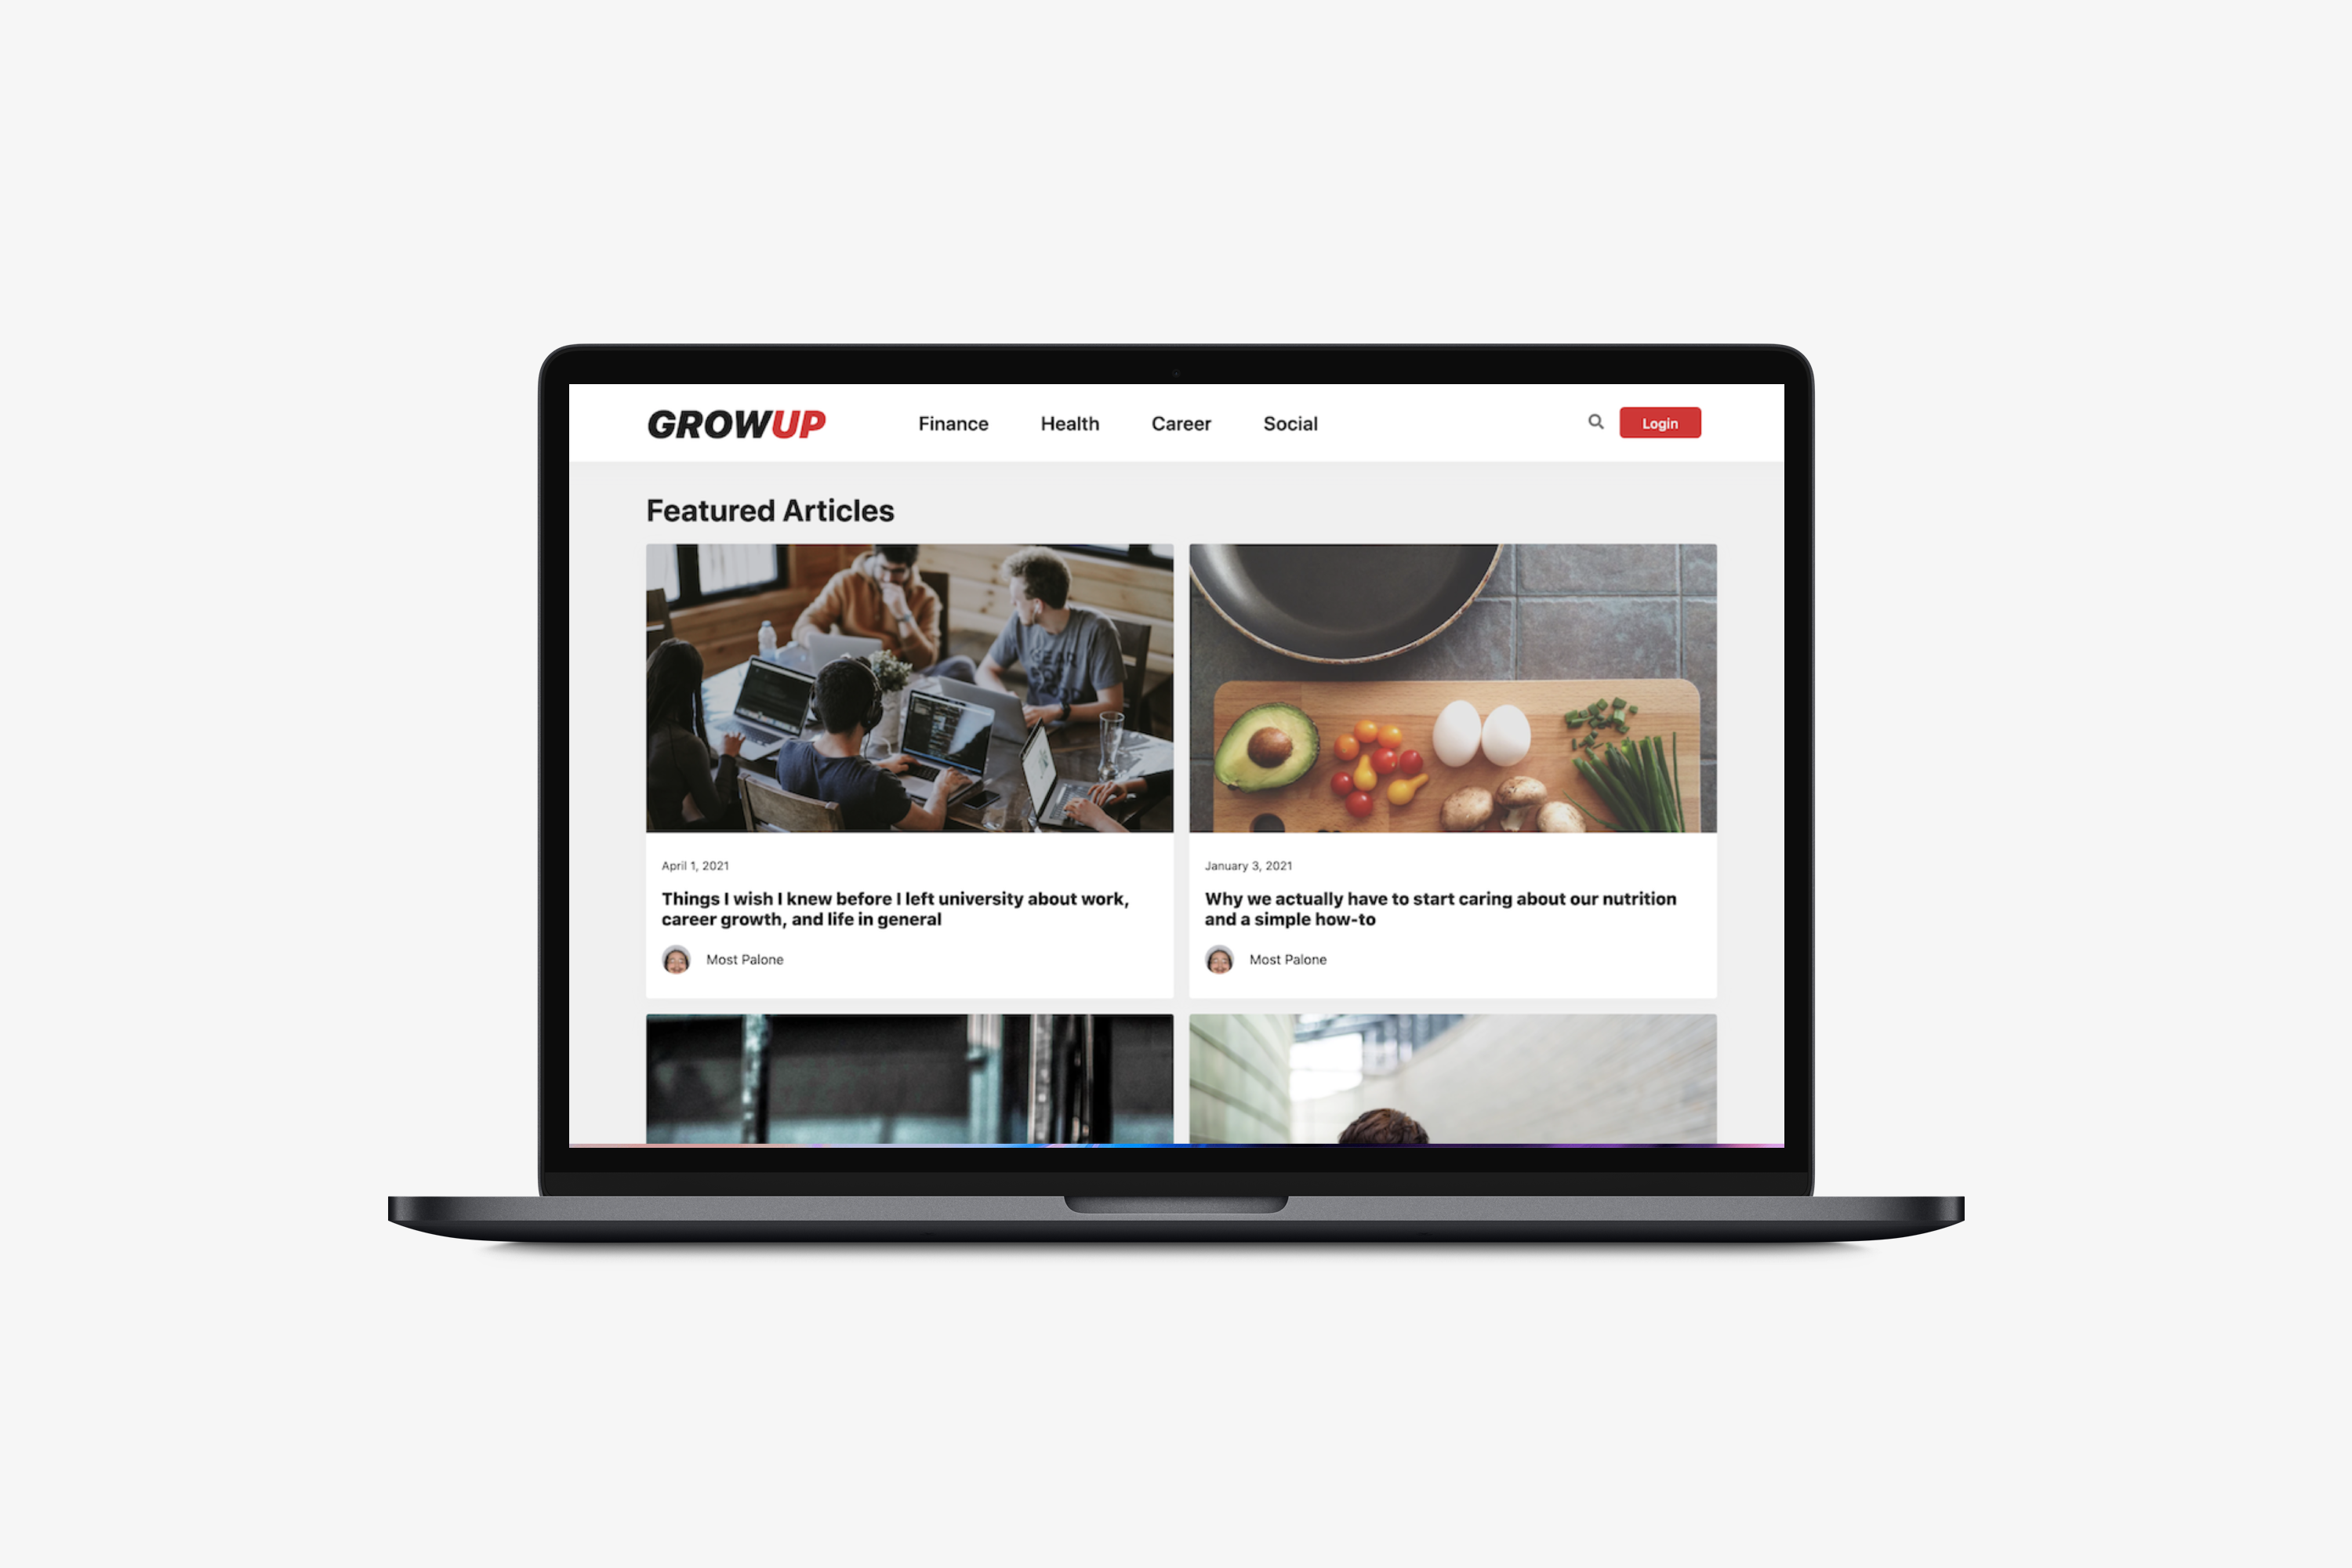 GROWUP
Finance
Health
Career
Social
Login
Featured Articles
April 1, 2021
Things I wish I knew before I left university about work,
career growth, and life in general
Most Palone
January 3, 2021
Why we actually have to start caring about our nutrition
and a simple how-to
Most Palone